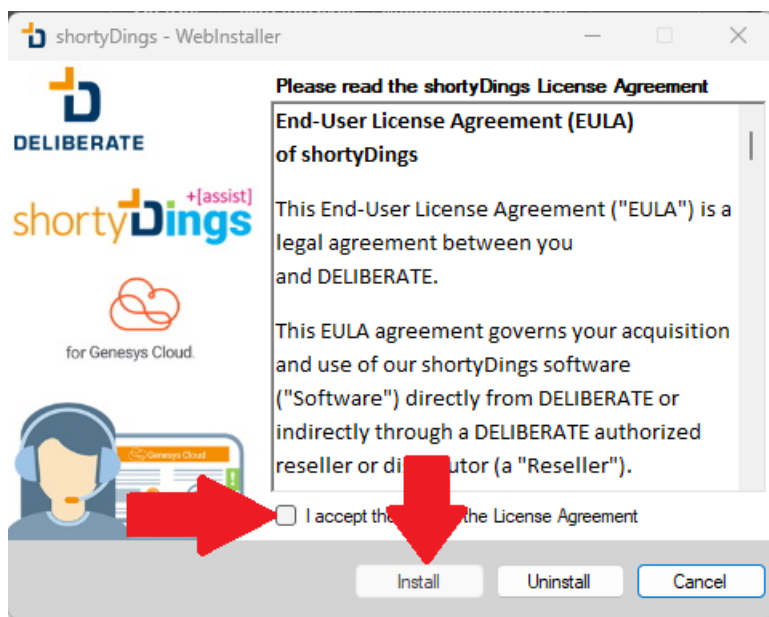 shortyDings - WebInstaller
DELIBERATE
+[assist]
shortyDings
for Genesys Cloud.
Genesys Cloud
Please read the shortyDings License Agreement
End-User License Agreement (EULA)
of shortyDings
This End-User License Agreement ("EULA") is a
legal agreement between you
and DELIBERATE.
This EULA agreement governs your acquisition
and use of our shortyDings software
("Software") directly from DELIBERATE or
indirectly through a DELIBERATE authorized
reseller or utor (a "Reseller").
I accept the the License Agreement
Install
Uninstall
Cancel